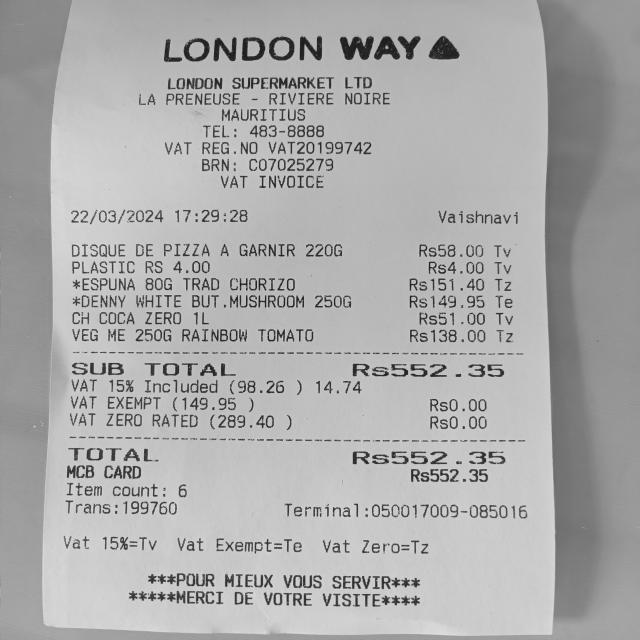 LONDON WAY
LONDON SUPERMARKET LTD
LA PRENEUSE - RIVIERE NOIRE
MAURITIUS
TEL: 483-8888
VAT REG.NO VAT20199742
BRN: C07025279
VAT INVOICE
22/03/2024 17:29:28 Vaishnavi
DISQUE DE PIZZA A GARNIR 220G Rs58.00 Tv
PLASTIC RS 4.00 Rs4.00 Tv
*ESPUNA 80G TRAD CHORIZO Rs151.40 Tz
*DENNY WHITE BUT.MUSHROOM 250G Rs149.95 Te
CH COCA ZERO 1L Rs51.00 Tv
VEG ME 250G RAINBOW TOMATO Rs138.00 Tz
SUB TOTAL Rs552.35
VAT 15% Included (98.26 ) 14.74
VAT EXEMPT (149.95 ) Rs0.00
VAT ZERO RATED (289.40 ) Rs0.00
TOTAL Rs552.35
MCB CARD Rs552.35
Item count: 6
Trans:199760 Terminal:050017009-085016
Vat 15%=Tv Vat Exempt=Te Vat Zero=Tz
***POUR MIEUX VOUS SERVIR***
*****MERCI DE VOTRE VISITE****